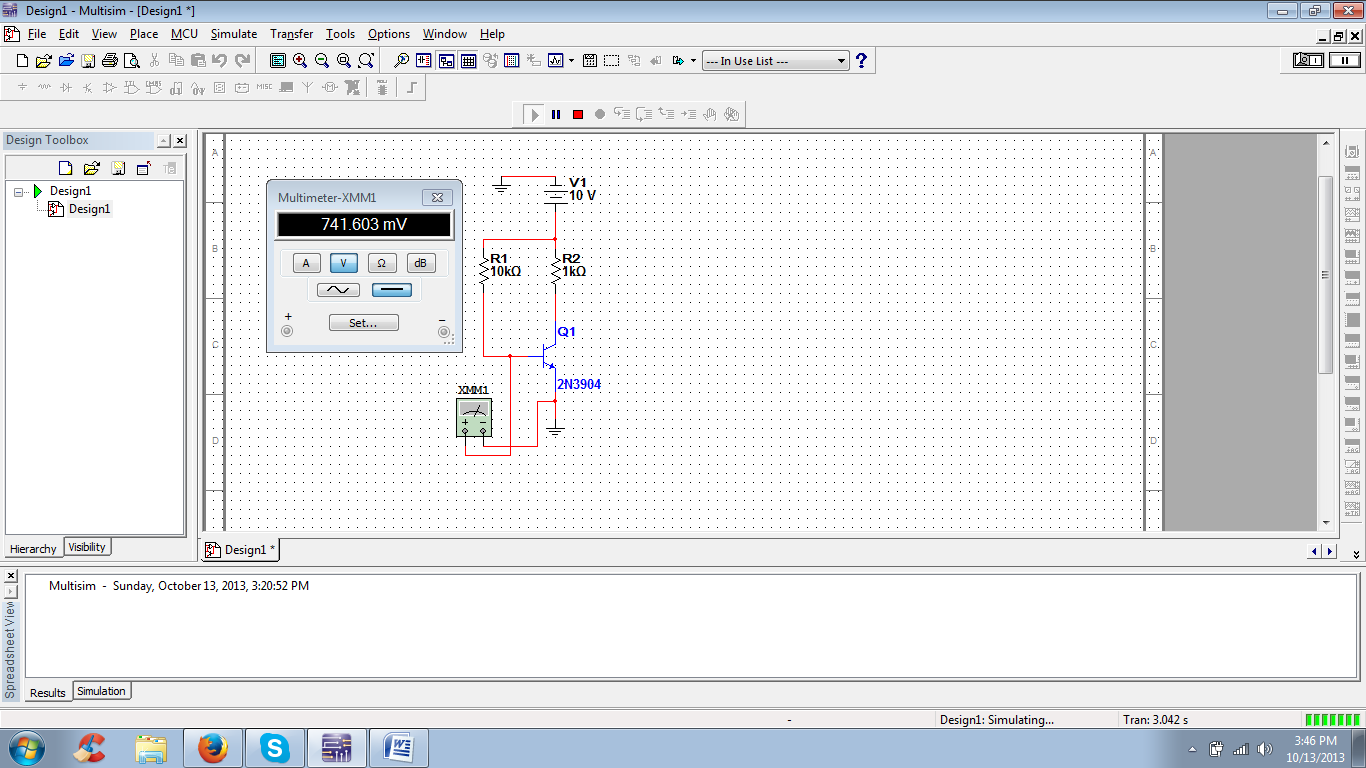 Design1 - Multisim - [Design1 *]
File Edit View Place MCU Simulate Transfer Tools Options Window Help
--- In Use List ---
?
MISC
Design Toolbox
Design1
Design1
Hierarchy
Visibility
A
B
C
D
Multimeter-XMM1
741.603 mV
A V Ω dB
+
Set...
−
V1
10 V
R1
10kΩ
R2
1kΩ
Q1
2N3904
XMM1
+ −
A
B
C
D
Design1 *
Multisim - Sunday, October 13, 2013, 3:20:52 PM
Spreadsheet View
Results
Simulation
-
Design1: Simulating...
Tran: 3.042 s
3:46 PM
10/13/2013